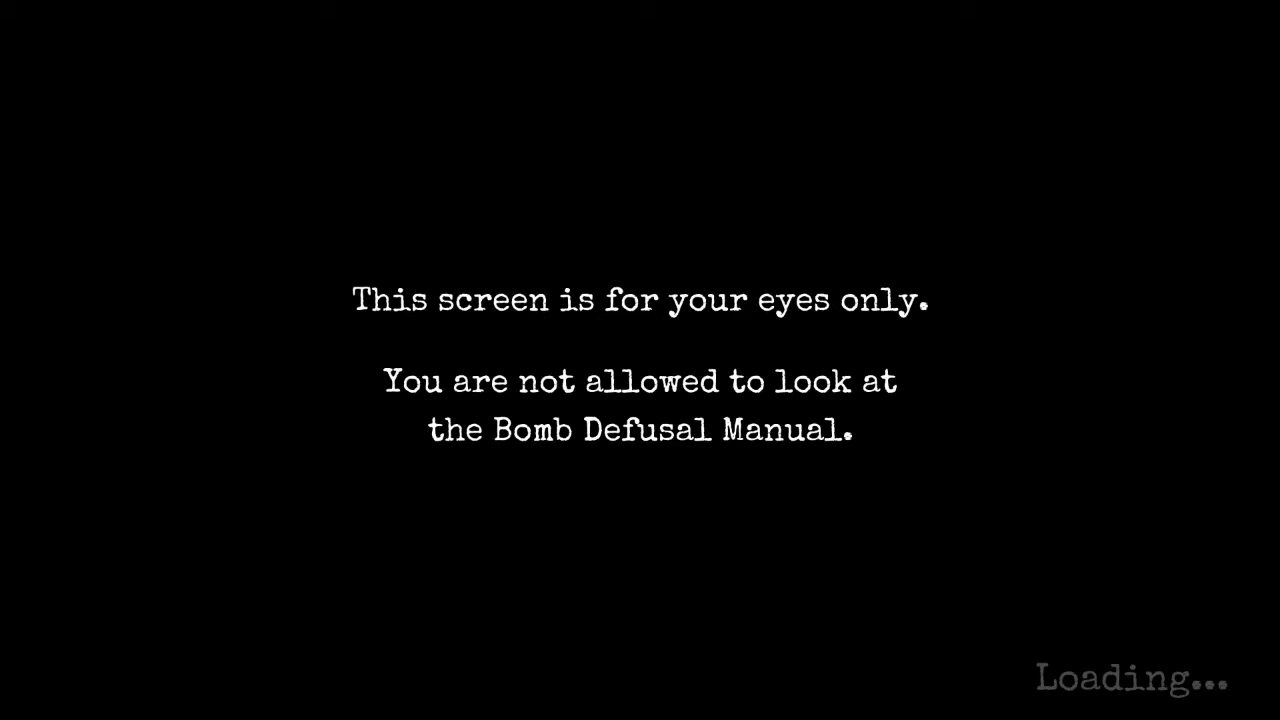 This screen is for your eyes only.
You are not allowed to look at
the Bomb Defusal Manual.
Loading...